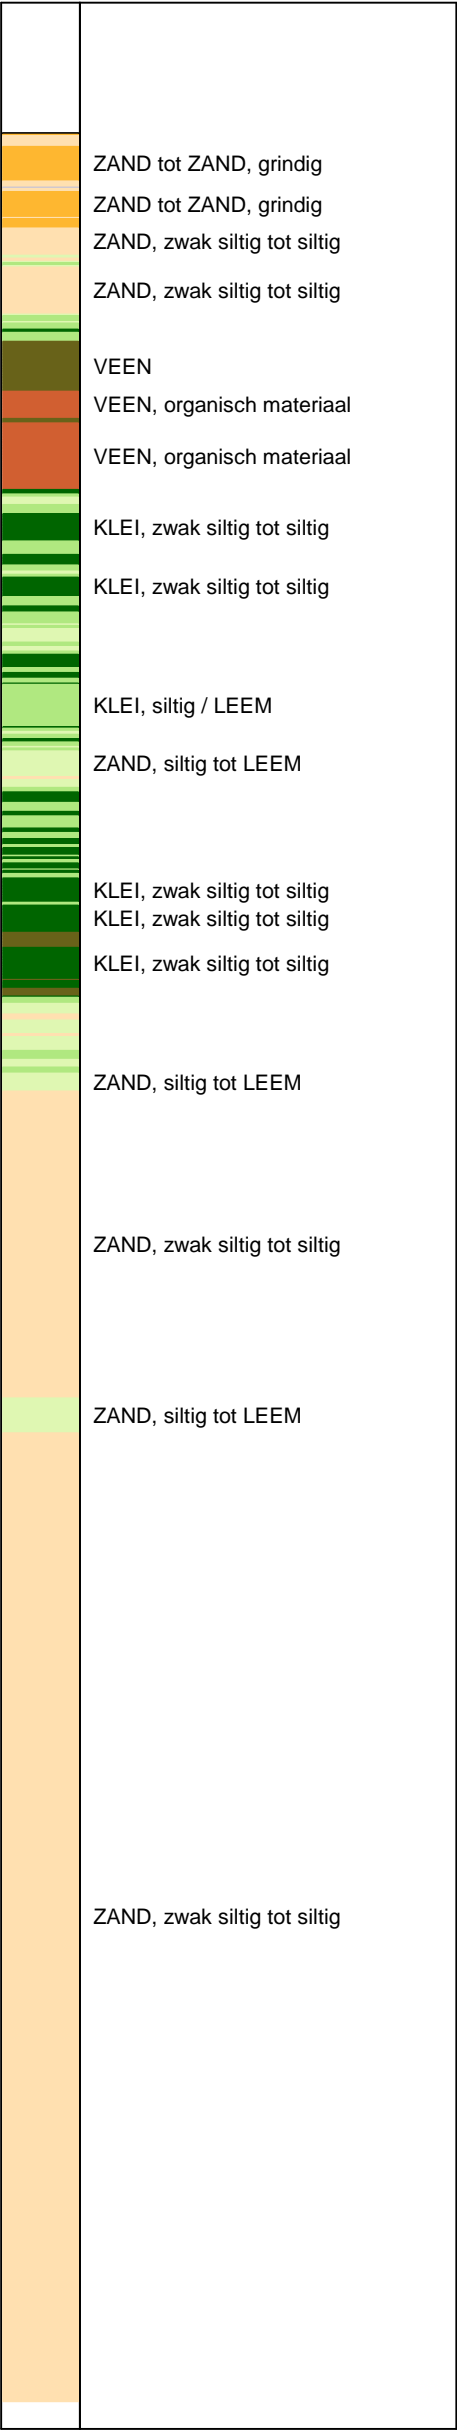 ZAND tot ZAND, grindig
ZAND tot ZAND, grindig
ZAND, zwak siltig tot siltig
ZAND, zwak siltig tot siltig
VEEN
VEEN, organisch materiaal
VEEN, organisch materiaal
KLEI, zwak siltig tot siltig
KLEI, zwak siltig tot siltig
KLEI, siltig / LEEM
ZAND, siltig tot LEEM
KLEI, zwak siltig tot siltig
KLEI, zwak siltig tot siltig
KLEI, zwak siltig tot siltig
ZAND, siltig tot LEEM
ZAND, zwak siltig tot siltig
ZAND, siltig tot LEEM
ZAND, zwak siltig tot siltig